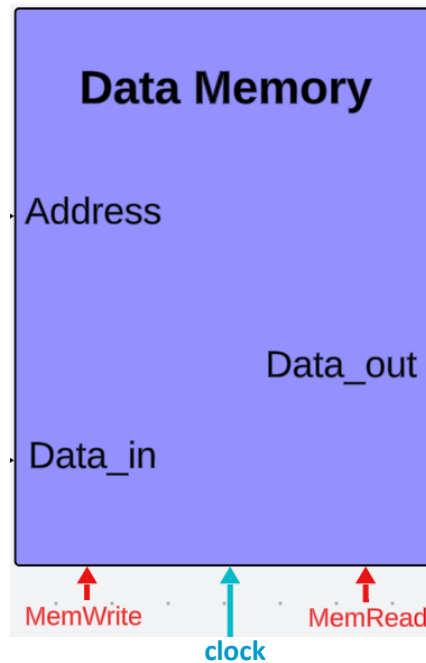 Data Memory
Address
Data_out
Data_in
MemWrite
MemRead
clock